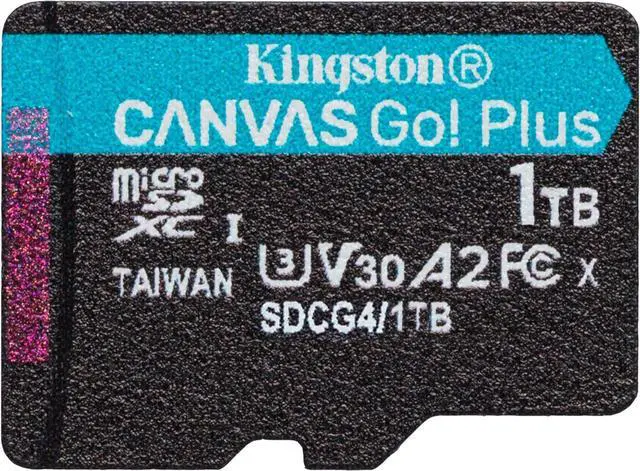 Kingston®
CANVAS Go! Plus
micro SD XC I
1TB
TAIWAN
U3 V30 A2 FC X
SDCG4/1TB